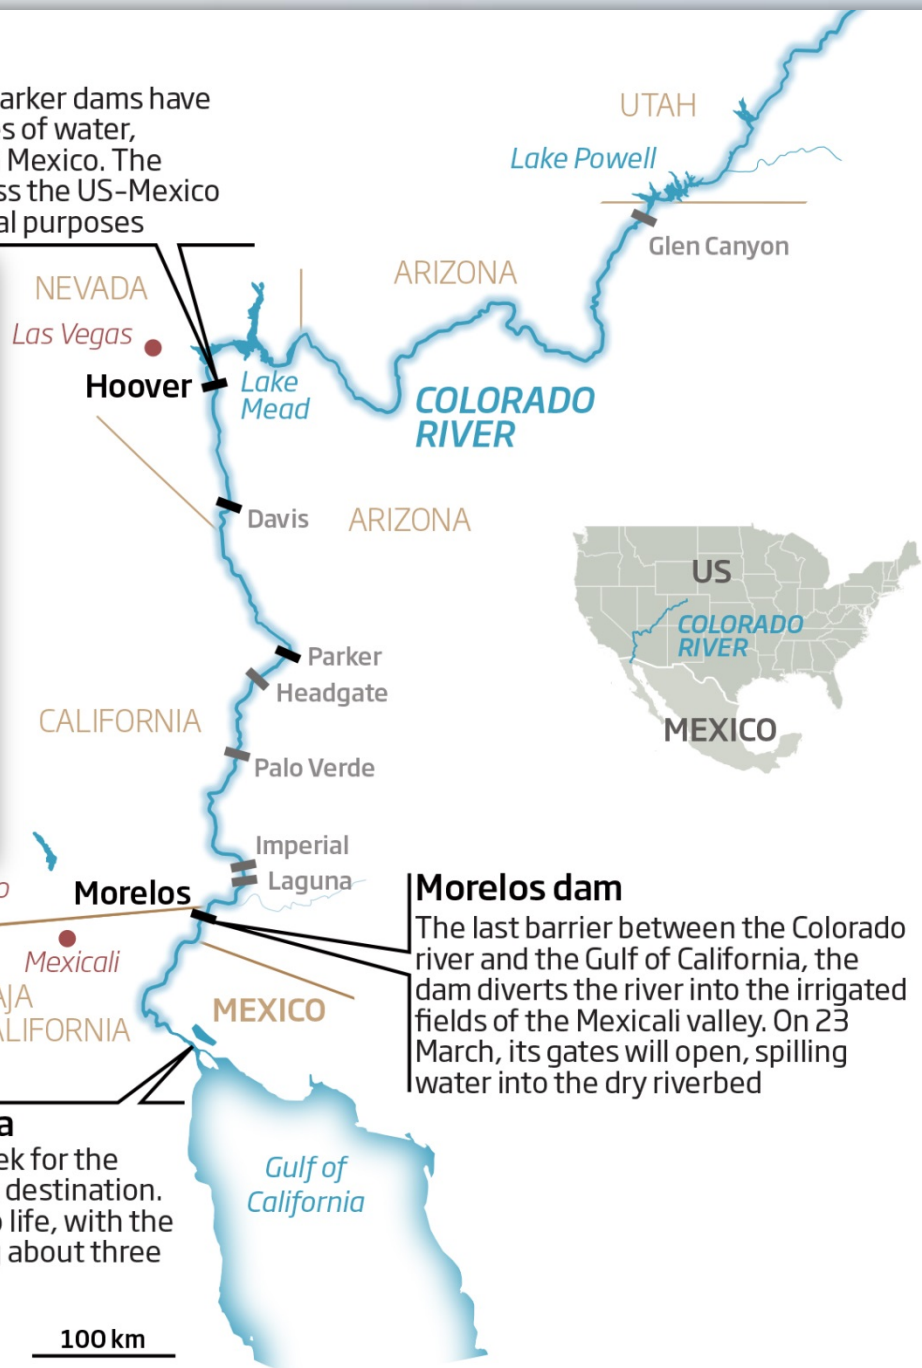 arker dams have
s of water,
Mexico. The
ss the US–Mexico
al purposes
UTAH
Lake Powell
Glen Canyon
NEVADA
ARIZONA
Las Vegas
Hoover
Lake
Mead
COLORADO
RIVER
Davis
ARIZONA
US
COLORADO
RIVER
MEXICO
Parker
Headgate
CALIFORNIA
Palo Verde
Imperial
Laguna
Morelos
o
Mexicali
AJA
ALIFORNIA
MEXICO
Morelos dam
The last barrier between the Colorado
river and the Gulf of California, the
dam diverts the river into the irrigated
fields of the Mexicali valley. On 23
March, its gates will open, spilling
water into the dry riverbed
a
ek for the
destination.
o life, with the
about three
Gulf of
California
100 km